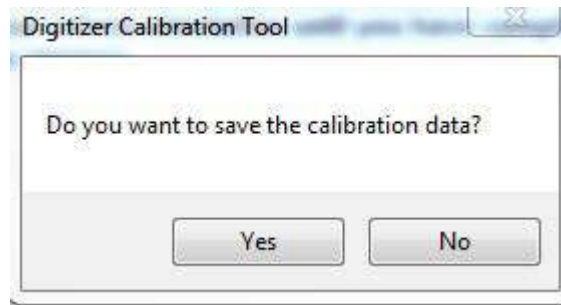 Digitizer Calibration Tool
Do you want to save the calibration data?
Yes
No